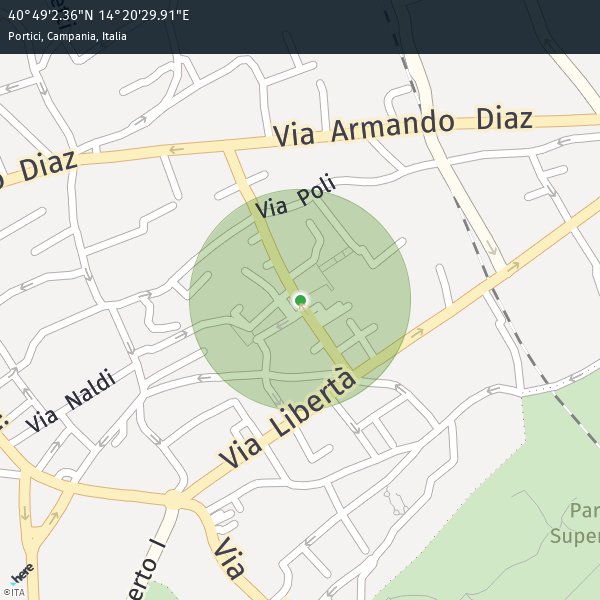 40°49'2.36"N 14°20'29.91"E
Portici, Campania, Italia
Via Armando Diaz
o Diaz
Via Poli
Via Naldi
Via Libertà
Par
Super
Via
erto I
here
©ITA